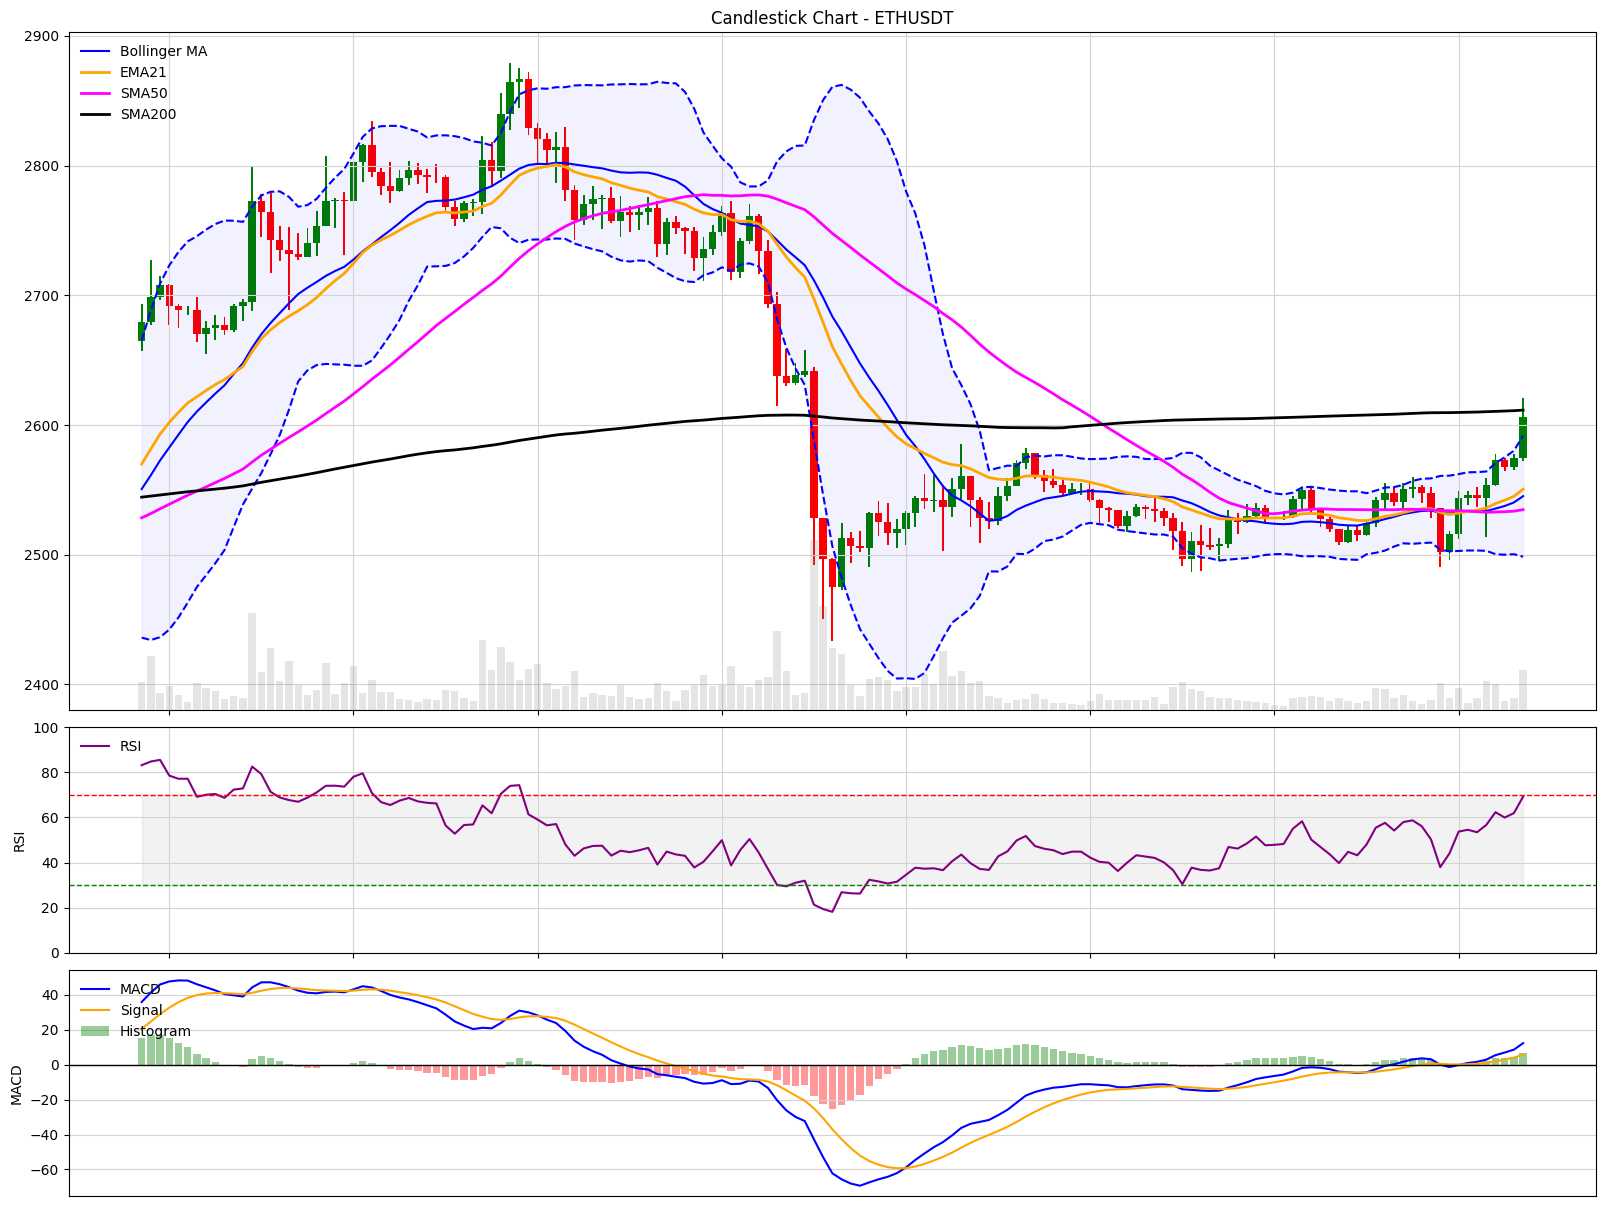 Candlestick Chart - ETHUSDT
2900
2800
2700
2600
2500
2400
Bollinger MA
EMA21
SMA50
SMA200
100
80
60
40
20
0
RSI
RSI
40
20
0
−20
−40
−60
MACD
MACD
Signal
Histogram